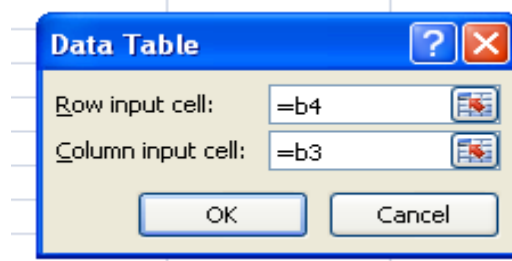 Data Table
?
Row input cell: =b4
Column input cell: =b3
OK Cancel